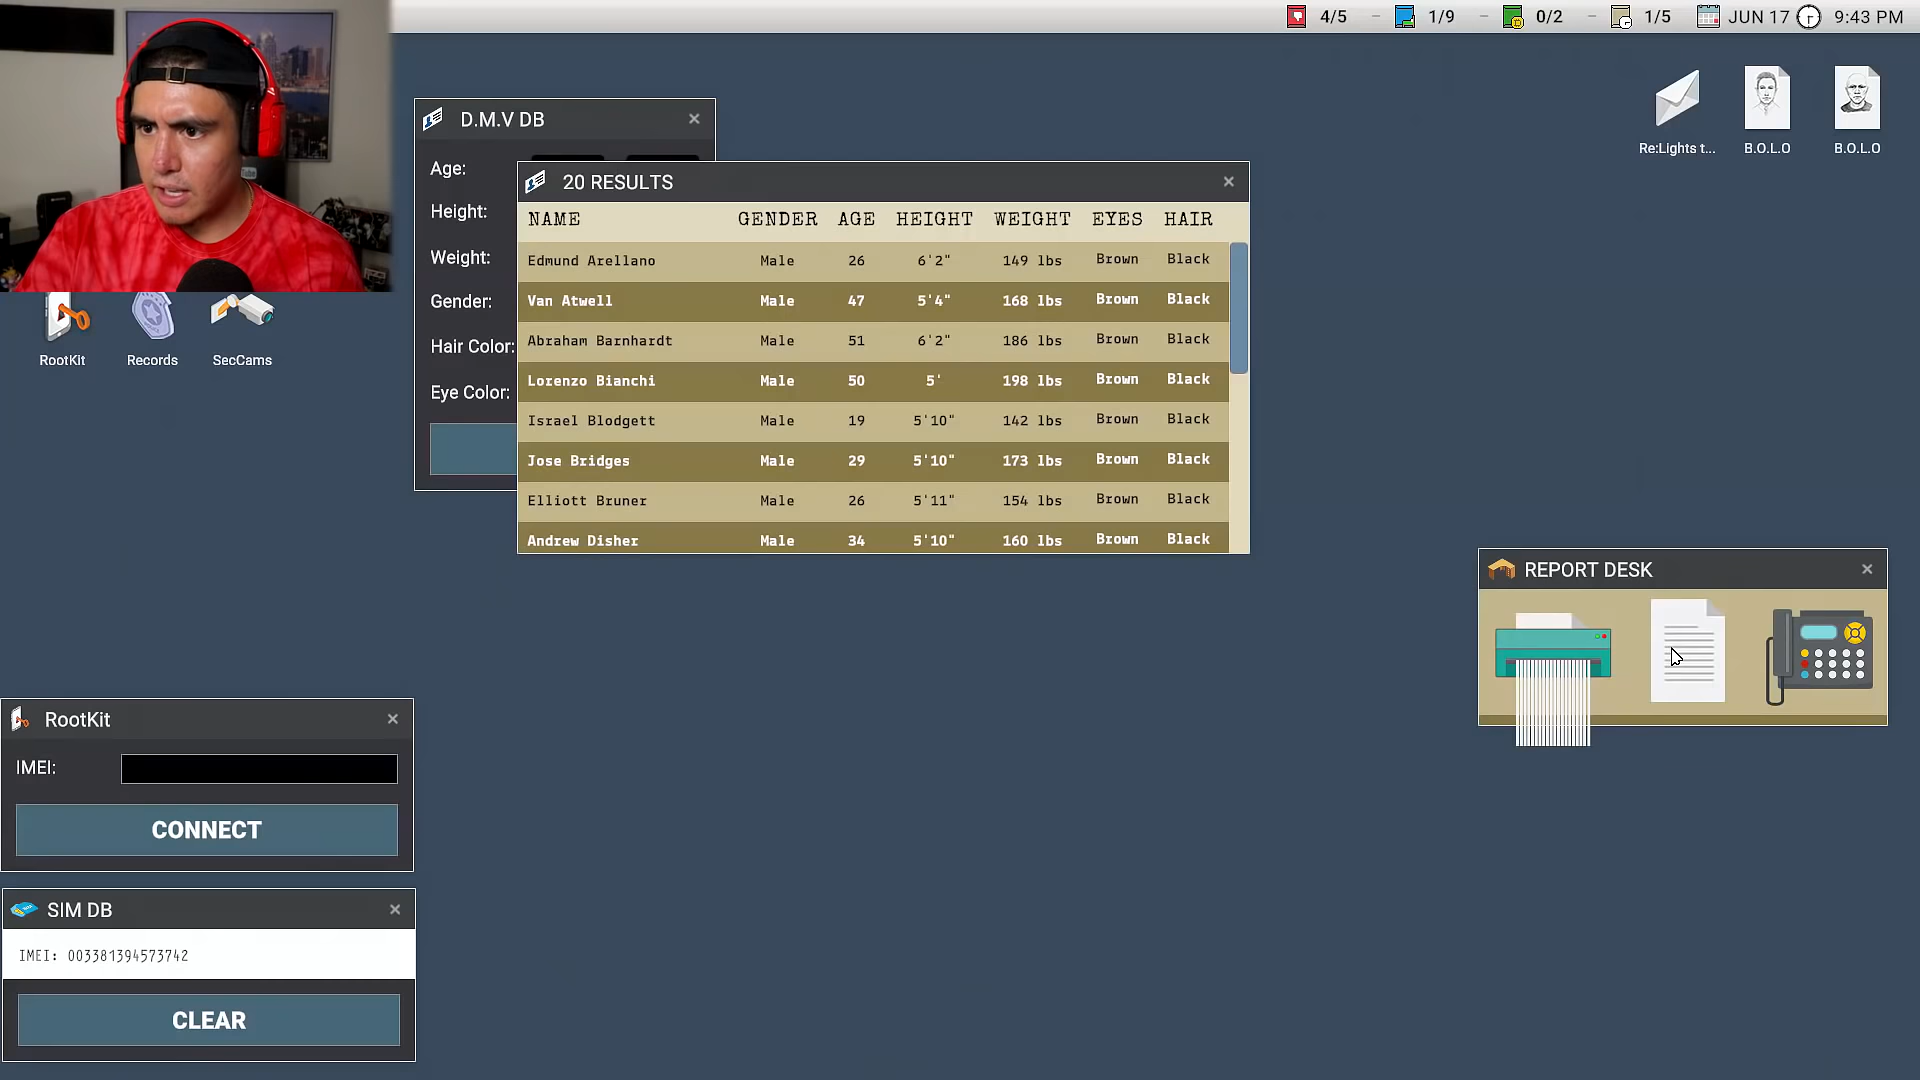 4/5 – 1/9 – 0/2 – 1/5 JUN 17 9:43 PM
Re:Lights t...
B.O.L.O
B.O.L.O
RootKit
Records
SecCams
D.M.V DB
Age:
Height:
Weight:
Gender:
Hair Color:
Eye Color:
20 RESULTS
NAME GENDER AGE HEIGHT WEIGHT EYES HAIR
Edmund Arellano Male 26 6'2" 149 lbs Brown Black
Van Atwell Male 47 5'4" 168 lbs Brown Black
Abraham Barnhardt Male 51 6'2" 186 lbs Brown Black
Lorenzo Bianchi Male 50 5' 198 lbs Brown Black
Israel Blodgett Male 19 5'10" 142 lbs Brown Black
Jose Bridges Male 29 5'10" 173 lbs Brown Black
Elliott Bruner Male 26 5'11" 154 lbs Brown Black
Andrew Disher Male 34 5'10" 160 lbs Brown Black
REPORT DESK
RootKit
IMEI:
CONNECT
SIM DB
IMEI: 003381394573742
CLEAR